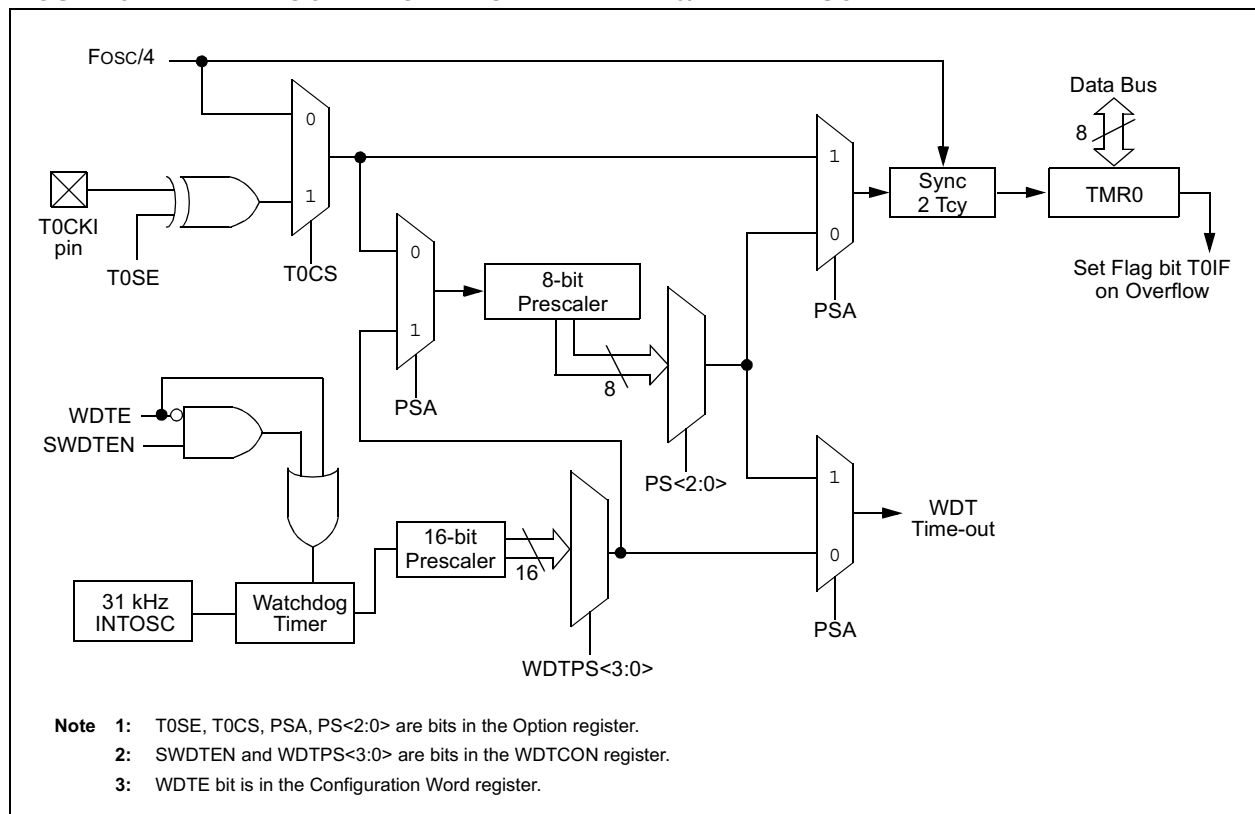 Fosc/4
Data Bus
0
8
1
1
Sync
2 Tcy
TMR0
T0CKI
pin
T0SE
T0CS
0
8-bit
Prescaler
0
PSA
Set Flag bit T0IF
on Overflow
1
8
WDTE
SWDTEN
PSA
PS<2:0>
1
WDT
Time-out
16-bit
Prescaler
16
0
31 kHz
INTOSC
Watchdog
Timer
PSA
WDTPS<3:0>
Note 1: T0SE, T0CS, PSA, PS<2:0> are bits in the Option register.
2: SWDTEN and WDTPS<3:0> are bits in the WDTCON register.
3: WDTE bit is in the Configuration Word register.